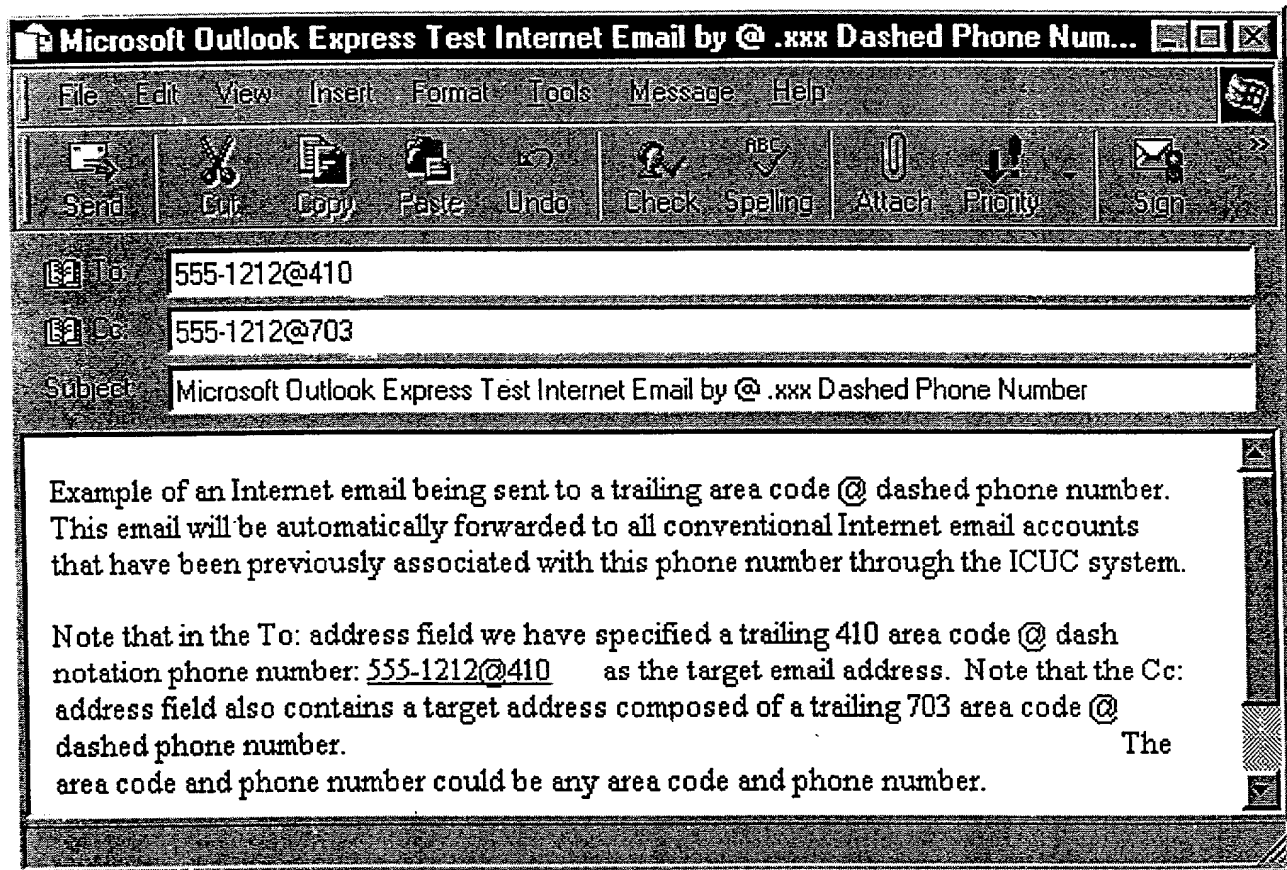 Microsoft Outlook Express Test Internet Email by @ .xxx Dashed Phone Num...
File Edit View Insert Format Tools Message Help
ABC
Send Cut Copy Paste Undo Check Spelling Attach Priority Sign
To: 555-1212@410
Cc: 555-1212@703
Subject: Microsoft Outlook Express Test Internet Email by @ .xxx Dashed Phone Number
Example of an Internet email being sent to a trailing area code @ dashed phone number.
This email will be automatically forwarded to all conventional Internet email accounts
that have been previously associated with this phone number through the ICUC system.
Note that in the To: address field we have specified a trailing 410 area code @ dash
notation phone number: 555-1212@410 as the target email address. Note that the Cc:
address field also contains a target address composed of a trailing 703 area code @
dashed phone number. The
area code and phone number could be any area code and phone number.